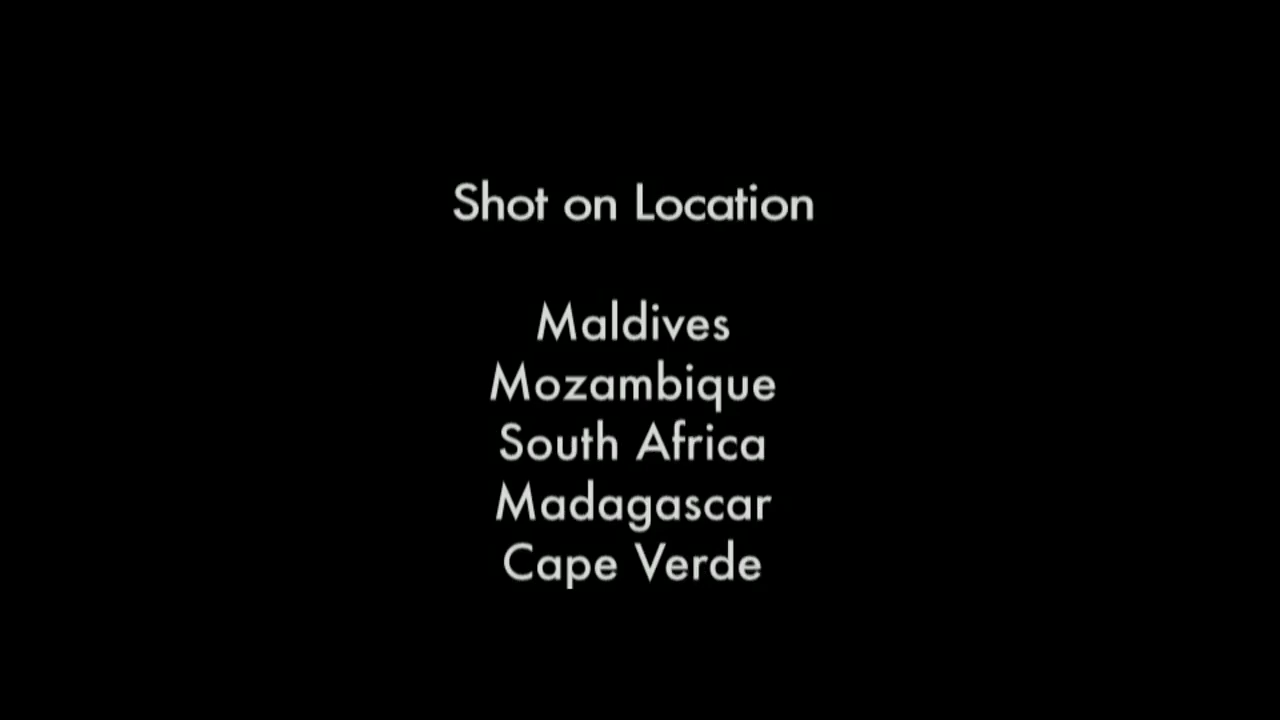 Shot on Location
Maldives
Mozambique
South Africa
Madagascar
Cape Verde